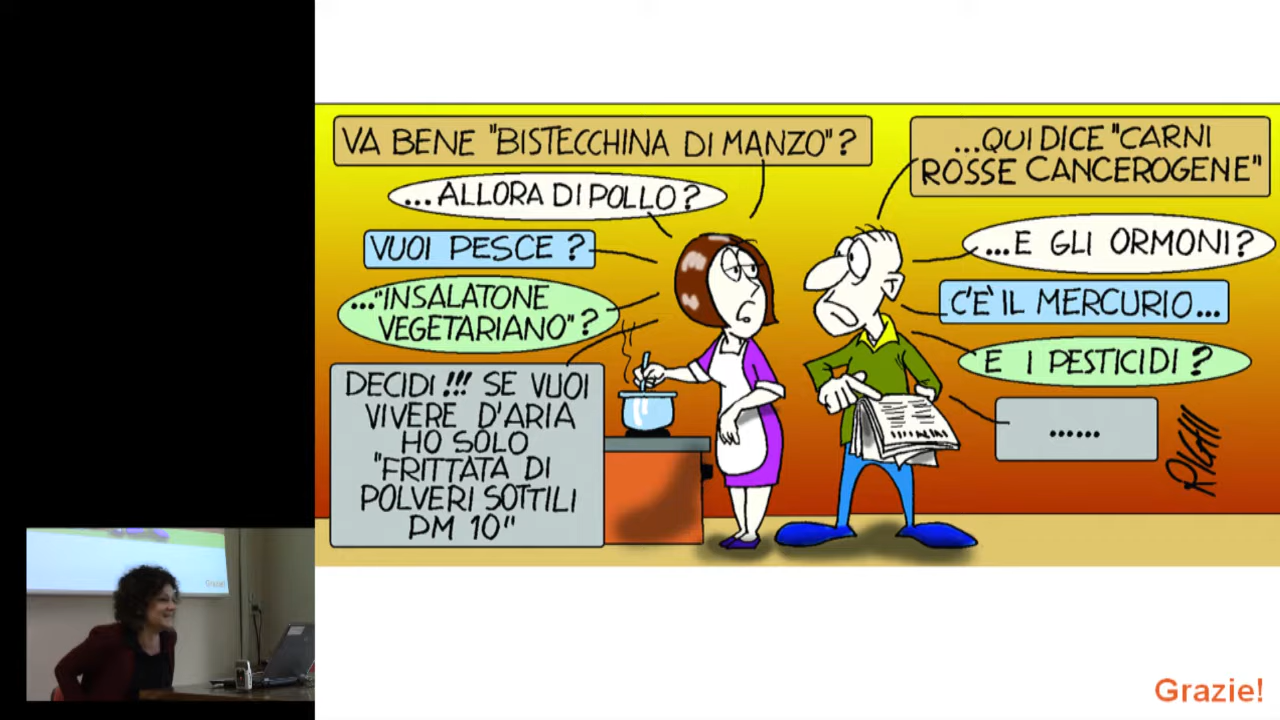 VA BENE "BISTECCHINA DI MANZO"?
...QUI DICE "CARNI
ROSSE CANCEROGENE"
...ALLORA DI POLLO?
...E GLI ORMONI?
VUOI PESCE?
C'È IL MERCURIO...
..."INSALATONE
VEGETARIANO"?
E I PESTICIDI?
DECIDI!!! SE VUOI
VIVERE D'ARIA
HO SOLO
"FRITTATA DI
POLVERI SOTTILI
PM 10"
......
RIGHI
Grazie!
Grazie!